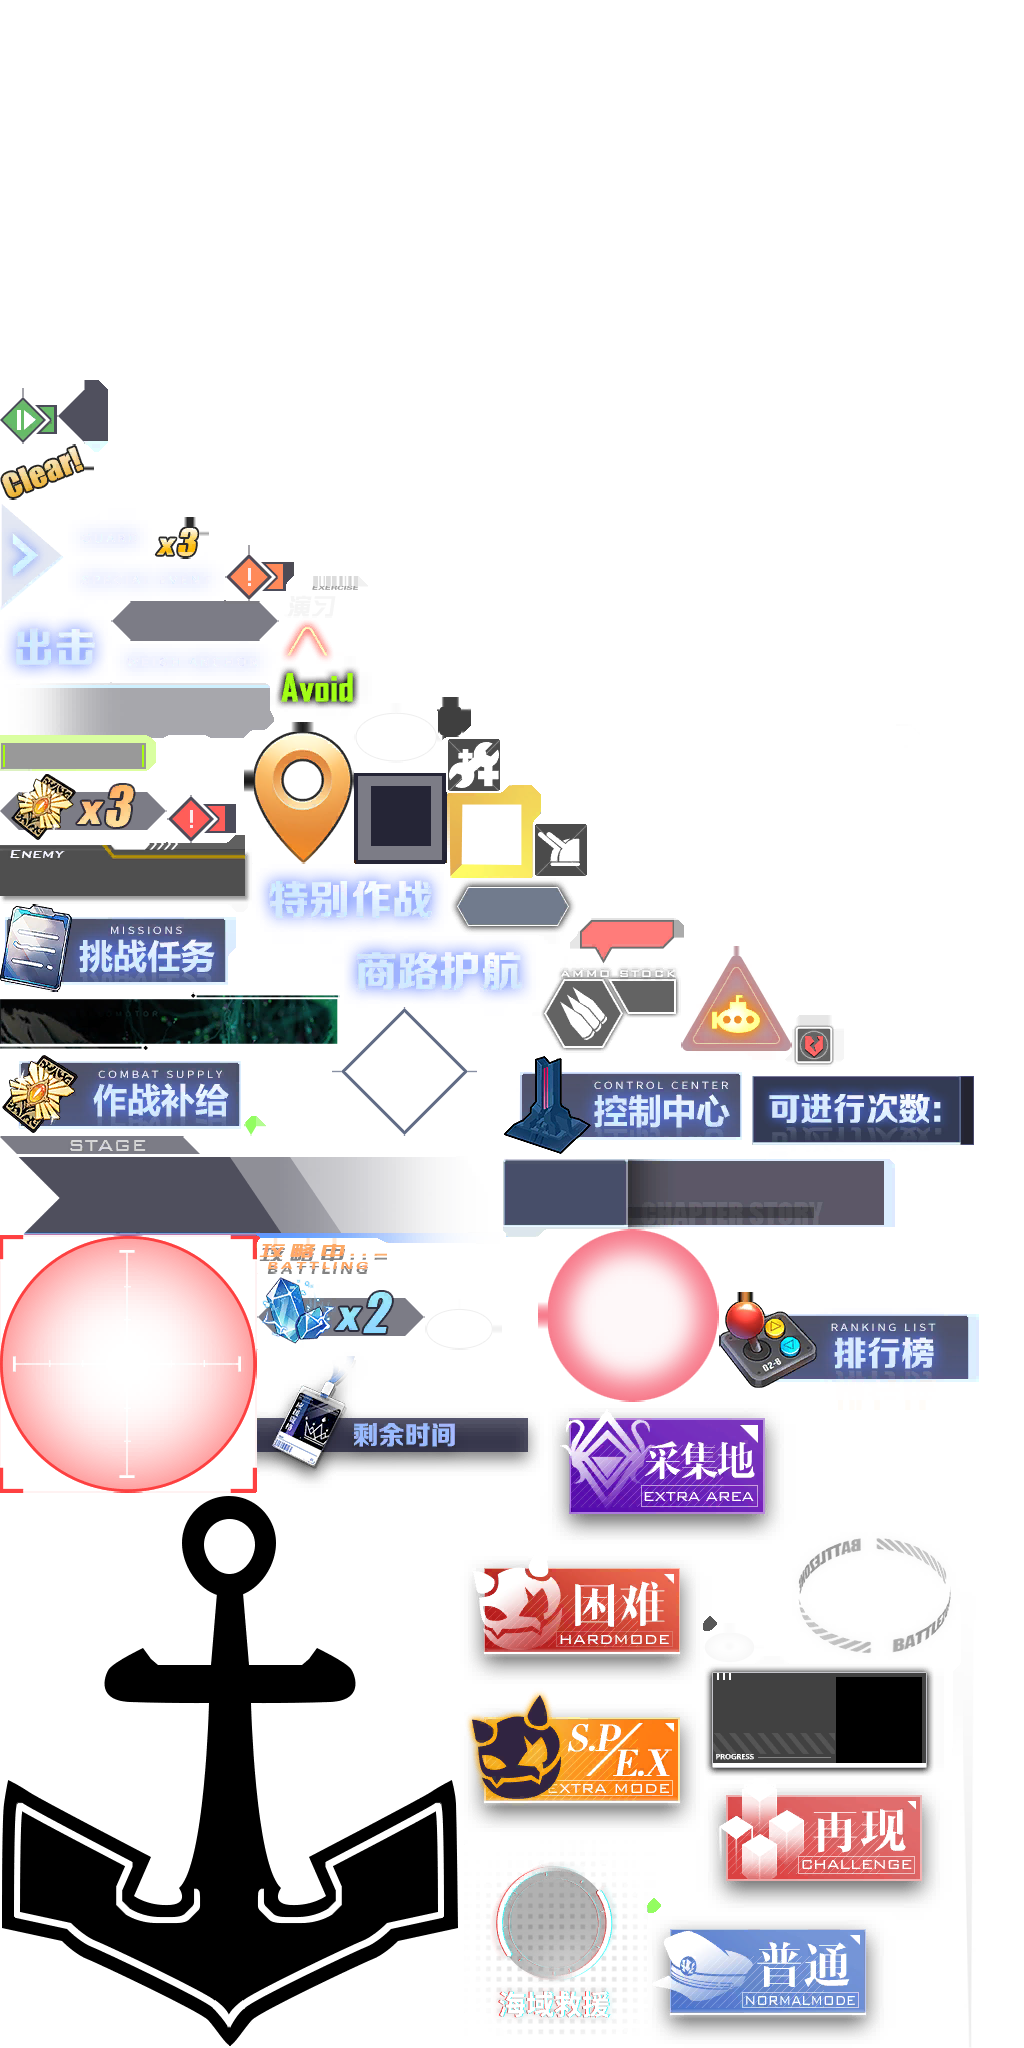 Clear!
x3
EXERCISE
演习
出击
Avoid
x3
ENEMY
特别作战
MISSIONS
挑战任务
商路护航
AMMO STOCK
COMBAT SUPPLY
作战补给
CONTROL CENTER
控制中心
可进行次数:
STAGE
CHAPTER STORY
攻略中...
BATTLING
x2
RANKING LIST
排行榜
02-8
剩余时间
采集地
EXTRA AREA
困难
HARDMODE
BATTLE
PROGRESS
S.P/E.X
EXTRA MODE
再现
CHALLENGE
海域救援
普通
NORMALMODE